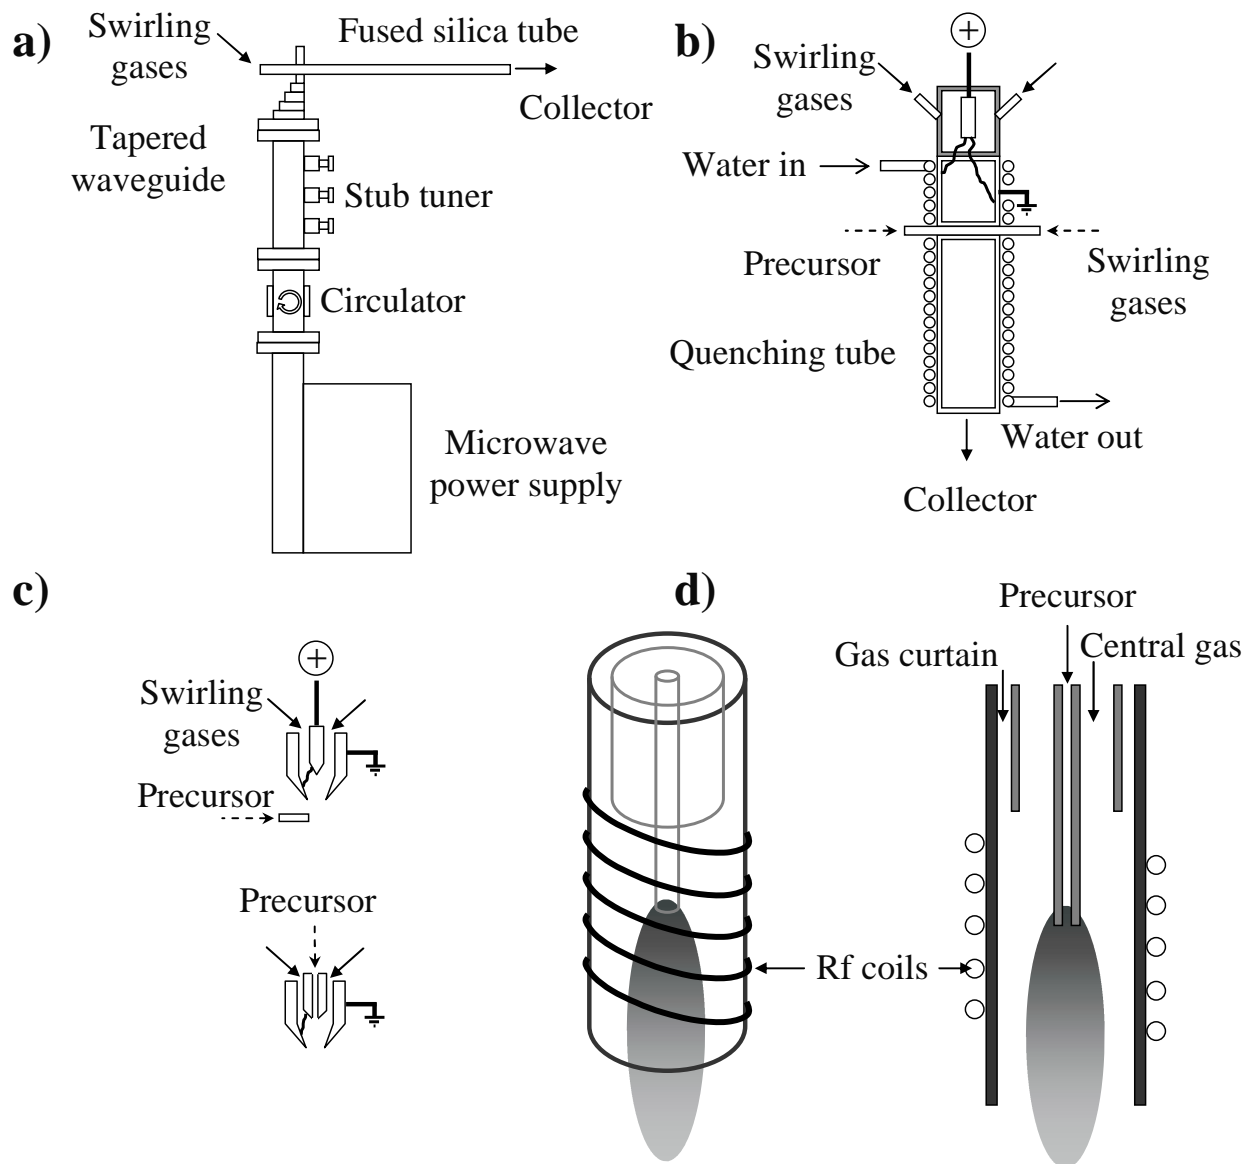 a)
Swirling
gases
Fused silica tube
Collector
Tapered
waveguide
Stub tuner
Circulator
Microwave
power supply
b)
+
Swirling
gases
Water in
Precursor
Swirling
gases
Quenching tube
Water out
Collector
c)
+
Swirling
gases
Precursor
Precursor
d)
Precursor
Gas curtain
Central gas
Rf coils